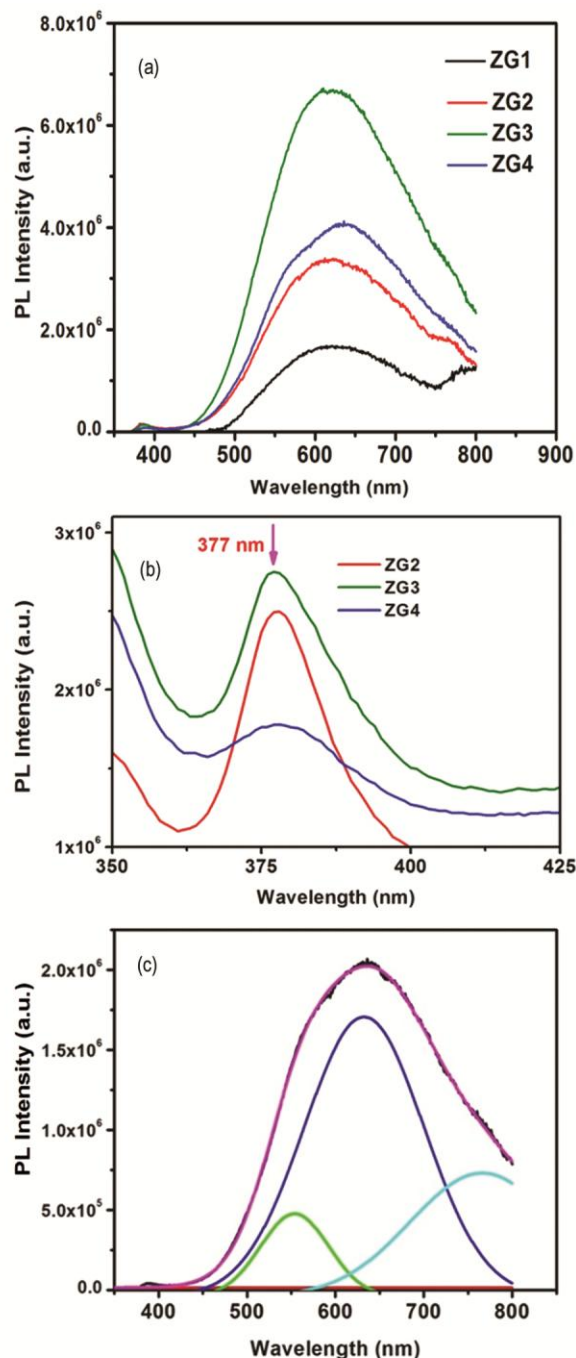 (a)
ZG1
ZG2
ZG3
ZG4
8.0x10⁶
6.0x10⁶
4.0x10⁶
2.0x10⁶
0.0
PL Intensity (a.u.)
400 500 600 700 800 900
Wavelength (nm)
(b)
377 nm
ZG2
ZG3
ZG4
3x10⁶
2x10⁶
1x10⁶
PL Intensity (a.u.)
350 375 400 425
Wavelength (nm)
(c)
2.0x10⁶
1.5x10⁶
1.0x10⁶
5.0x10⁵
0.0
PL Intensity (a.u.)
400 500 600 700 800
Wavelength (nm)